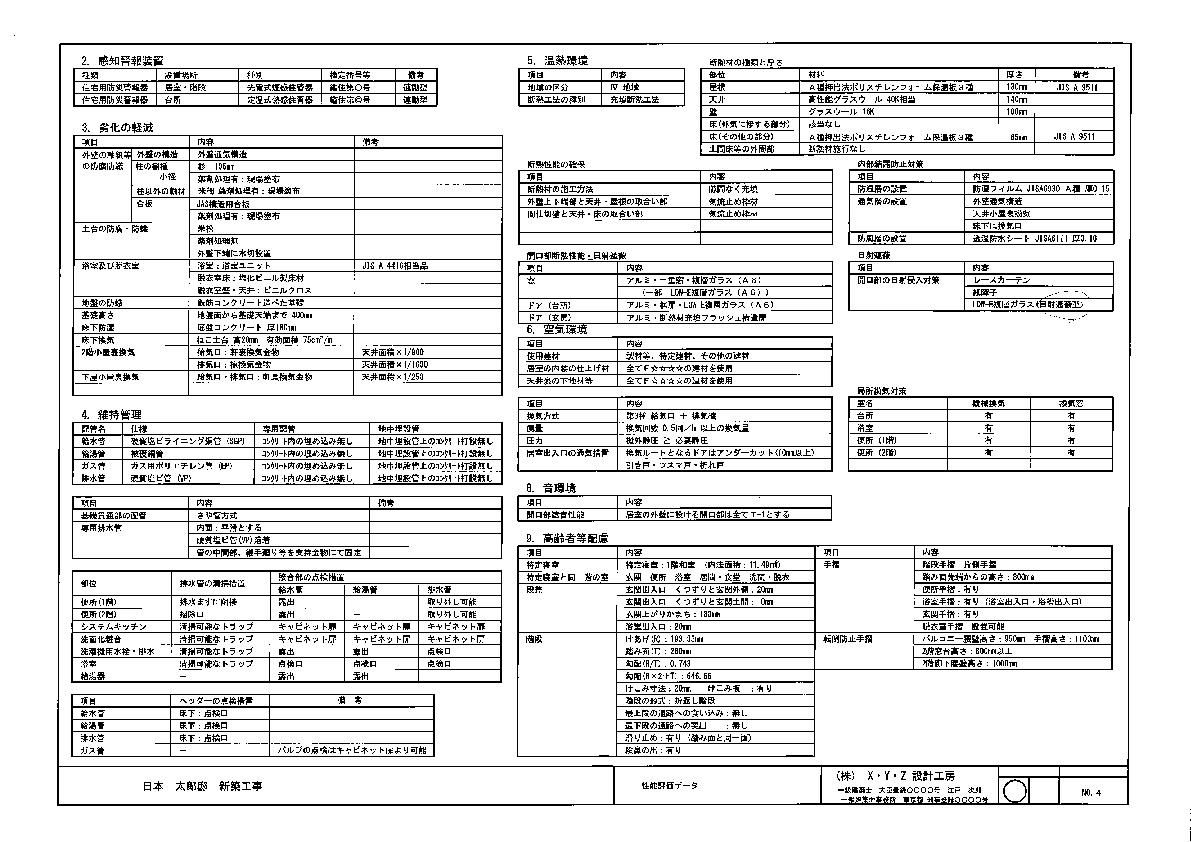 2. 感知警報装置
種類 設置場所 種別 検定番号等 備考
住宅用防災警報器 居室・階段 光電式煙感知警報器 連動型
住宅用防災警報器 台所 定温式熱感知警報器 連動型
3. 劣化の軽減
項目 内容 備考
外壁の軸組等 外壁の構造 外壁通気構造
の防腐防蟻 柱の樹種
小径
薬剤処理有：現場塗布
柱以外の軸材 米栂 薬剤処理有：現場塗布
合板 JAS構造用合板
薬剤処理有：現場塗布
土台の防腐・防蟻 米松
薬剤処理
外壁下端に水切設置
浴室及び脱衣室 浴室：浴室ユニット JIS A 4416相当品
脱衣室床：塩化ビニール製床材
脱衣室壁・天井：ビニルクロス
地盤の防蟻 鉄筋コンクリート造べた基礎
基礎高さ 地盤面から基礎天端まで 400mm
床下防湿 底盤コンクリート 厚180mm
床下換気 ねこ土台 高20mm 有効面積 75cm²/m
2階小屋裏換気 給気口：軒裏換気金物 天井面積×1/900
排気口：棟換気金物 天井面積×1/1600
下屋小屋裏換気 給気口・排気口：軒裏換気金物 天井面積×1/250
4. 維持管理
配管名 仕様 専用配管 地中埋設管
給水管 硬質塩ビライニング鋼管 ｺﾝｸﾘｰﾄ内の埋め込み無し 地中埋設管上のｺﾝｸﾘｰﾄ打設無し
給湯管 被覆銅管 ｺﾝｸﾘｰﾄ内の埋め込み無し 地中埋設管上のｺﾝｸﾘｰﾄ打設無し
ガス管 ガス用ポリエチレン管 ｺﾝｸﾘｰﾄ内の埋め込み無し 地中埋設管上のｺﾝｸﾘｰﾄ打設無し
排水管 硬質塩ビ管 (VP) ｺﾝｸﾘｰﾄ内の埋め込み無し 地中埋設管上のｺﾝｸﾘｰﾄ打設無し
項目 内容 備考
基礎貫通部の配管 さや管方式
専用排水管 内面：平滑とする
硬質塩ビ管(VP)接着
管の中間部、継手廻り等を支持金物にて固定
部位 排水管の清掃措置 接合部の点検措置
給水管 給湯管 排水管
便所(1階) 排水ますに隣接 露出 取り外し可能
便所(2階) 掃除口 露出 － 取り外し可能
システムキッチン 清掃可能なトラップ キャビネット扉 キャビネット扉 キャビネット扉
洗面化粧台 清掃可能なトラップ キャビネット扉 キャビネット扉 キャビネット扉
洗濯機用水栓・排水 清掃可能なトラップ 露出 露出 点検口
浴室 清掃可能なトラップ 点検口 点検口 点検口
給湯器 － 露出 露出
項目 ヘッダーの点検措置 備 考
給水管 床下：点検口
給湯管 床下：点検口
排水管 床下：点検口
ガス管 － バルブの点検はキャビネット扉より可能
5. 温熱環境
項目 内容
地域の区分 Ⅳ 地域
断熱工法の種別 充填断熱工法
断熱材の種類と厚さ
部位 材料 厚さ 備考
屋根 A種押出法ポリスチレンフォーム保温板3種 130mm JIS A 9511
天井 高性能グラスウール 40K相当 140mm
壁 グラスウール 16K 100mm
床(外気に接する部分) 該当なし
床(その他の部分) A種押出法ポリスチレンフォーム保温板3種 65mm JIS A 9511
土間床等の外周部 断熱材施行なし
断熱性能の確保
項目 内容
断熱材の施工方法 隙間なく充填
外壁上下端部と天井・屋根の取合い部 気流止め枠材
間仕切壁と天井・床の取合い部 気流止め枠材
内部結露防止対策
項目 内容
防湿層の設置 防湿フィルム JISA6930 A種
通気層の設置 外壁通気構造
天井小屋裏換気
床下に換気口
防風層の設置 透湿防水シート JISA6111
開口部断熱性能・日射遮蔽
項目 内容
窓 アルミ・二重窓・複層ガラス（A6）
（一部 LOW-E複層ガラス（A6））
ドア（台所） アルミ・LOW-E複層ガラス（A6）
ドア（玄関） アルミ・断熱材充填フラッシュ構造扉
日射遮蔽
項目 内容
開口部の日射侵入対策 レースカーテン
紙障子
LOW-E複層ガラス(日射遮蔽型)
6. 空気環境
項目 内容
使用建材 製材等、特定建材、その他の建材
居室の内装の仕上げ材 全てF☆☆☆☆の建材を使用
天井裏の下地材等 全てF☆☆☆☆の建材を使用
項目 内容
換気方式 第3種 給気口 ＋ 排気機
風量 換気回数 0.5回/h 以上の換気量
圧力 機外静圧 ≧ 必要静圧
居室出入口の通気措置 換気ルートとなるドアはアンダーカット(10mm以上)
引き戸・フスマ戸・折れ戸
局所換気対策
室名 機械換気 換気窓
台所 有 有
浴室 有 有
便所 (1階) 有 有
便所 (2階) 有 有
8. 音環境
項目 内容
開口部遮音性能 居室の外壁に設ける開口部は全てT-1とする
9. 高齢者等配慮
項目 内容
特定寝室 特定寝室：1階和室 （内法面積：11.49㎡）
特定寝室と同一階の室 玄関 便所 浴室 居間・食堂 洗面・脱衣
段差 玄関出入口 くつずりと玄関外側：20mm
玄関出入口 くつずりと玄関土間： 0mm
玄関上がりかまち：180mm
浴室出入口：20mm
階段 けあげ(R)：193.33mm
踏み面(T)：260mm
勾配(R/T)：0.743
勾配(R×2+T)：646.66
けこみ寸法：20mm けこみ板 ：有り
階段の形式：折返し階段
最上段の通路への食い込み：無し
最下段の通路への突出 ：無し
滑り止め：有り（踏み面と同一面）
段鼻の出：有り
項目 内容
手摺 階段手摺 片側手摺
踏み面先端からの高さ：800mm
便所手摺：有り
浴室手摺：有り（浴室出入口・浴槽出入口）
玄関手摺：有り
脱衣室手摺 設置可能
転倒防止手摺 バルコニー腰壁高さ：950mm 手摺高さ：1100mm
2階窓台高さ：800mm以上
2階廊下腰壁高さ：1000mm
日本 太郎邸 新築工事
性能評価データ
(株) X・Y・Z 設計工房
一級建築士 大臣登録〇〇〇〇号 江戸 次郎
一級建築士事務所 東京都 知事登録〇〇〇〇号
NO. 4